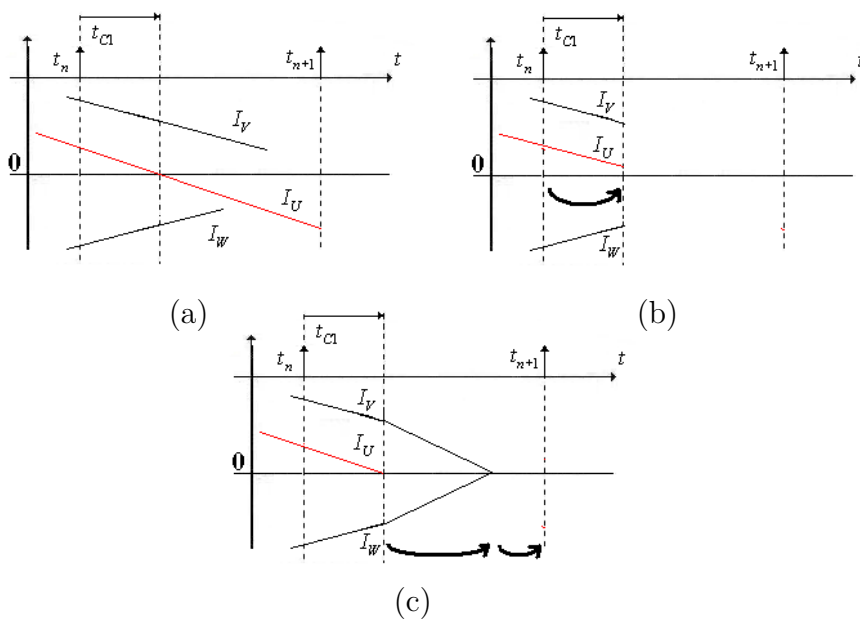 t_{C1}
t_n
t_{n+1}
t
I_V
0
I_U
I_W
(a)
t_{C1}
t_n
t_{n+1}
t
I_V
I_U
0
I_W
(b)
t_{C1}
t_n
t_{n+1}
t
I_V
I_U
0
I_W
(c)